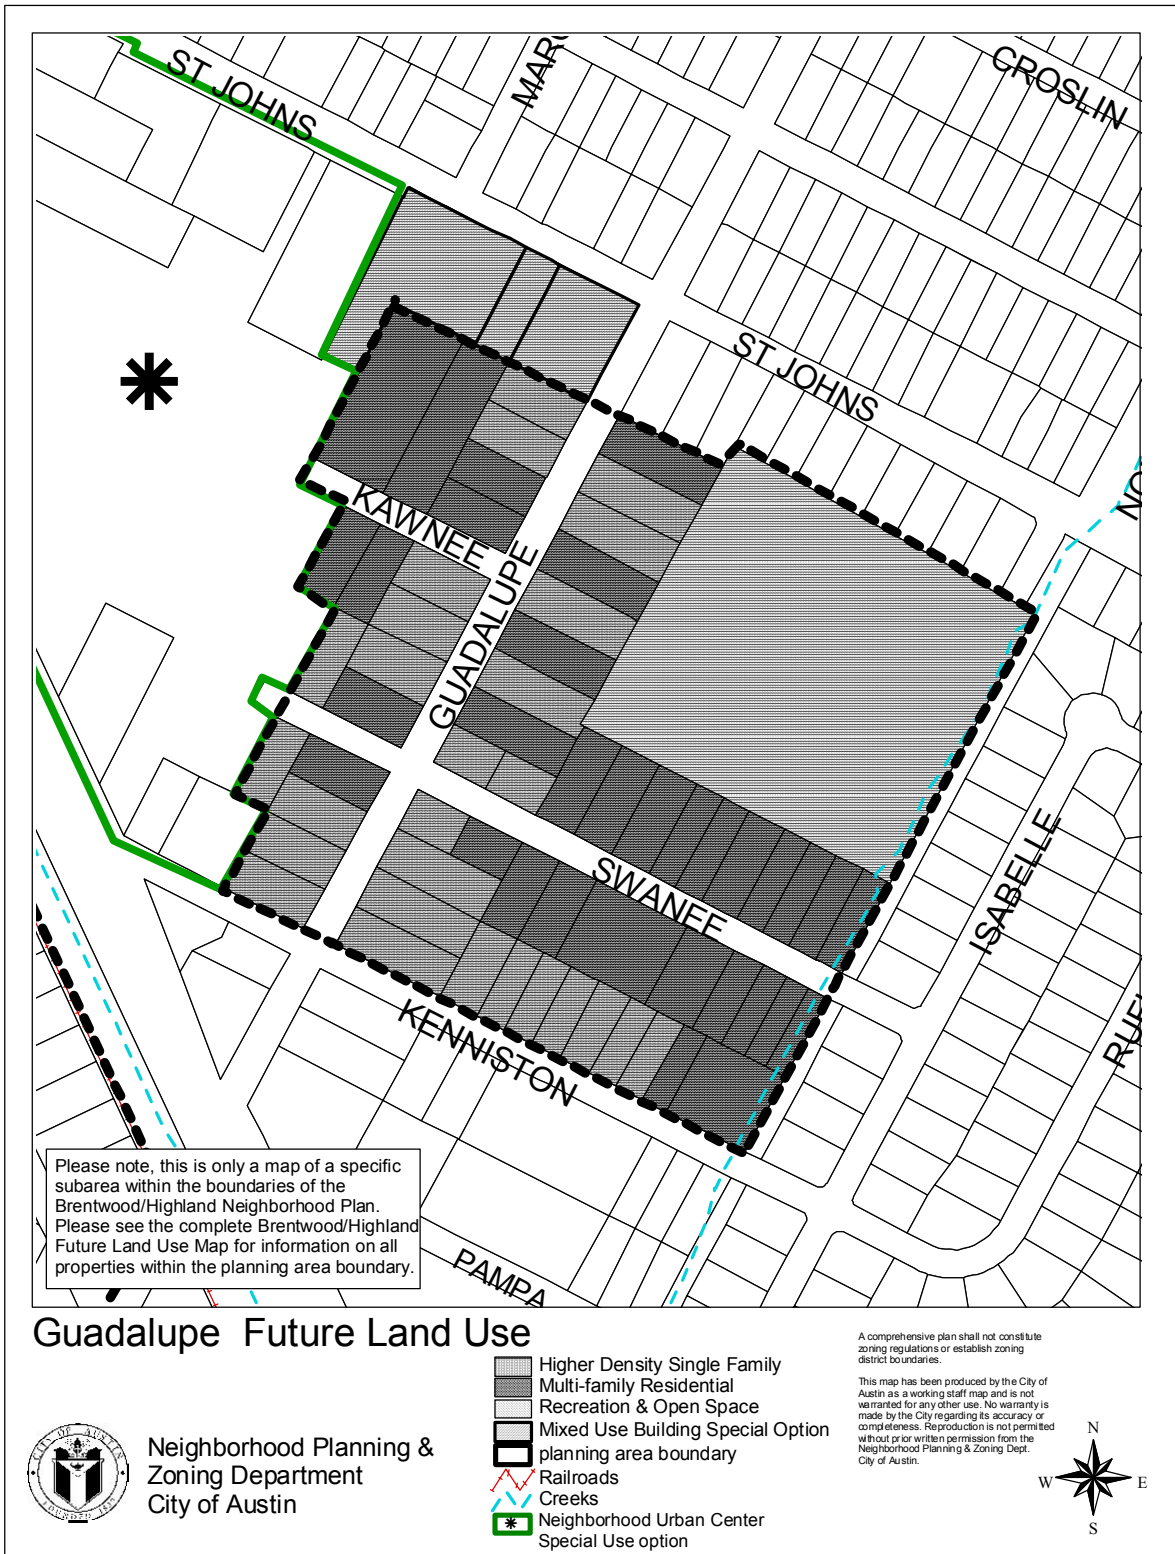 ST JOHNS
CROSLIN
ST JOHNS
KAWNEE
GUADALUPE
SWANEE
ISABELLE
KENNISTON
PAMPA
Please note, this is only a map of a specific
subarea within the boundaries of the
Brentwood/Highland Neighborhood Plan.
Please see the complete Brentwood/Highland
Future Land Use Map for information on all
properties within the planning area boundary.
Guadalupe Future Land Use
Higher Density Single Family
Multi-family Residential
Recreation & Open Space
Mixed Use Building Special Option
planning area boundary
Railroads
Creeks
Neighborhood Urban Center
Special Use option
CITY OF AUSTIN
FOUNDED 1839
Neighborhood Planning &
Zoning Department
City of Austin
A comprehensive plan shall not constitute
zoning regulations or establish zoning
district boundaries.
This map has been produced by the City of
Austin as a working staff map and is not
warranted for any other use. No warranty is
made by the City regarding its accuracy or
completeness. Reproduction is not permitted
without prior written permission from the
Neighborhood Planning & Zoning Dept.
City of Austin.
N
W
E
S